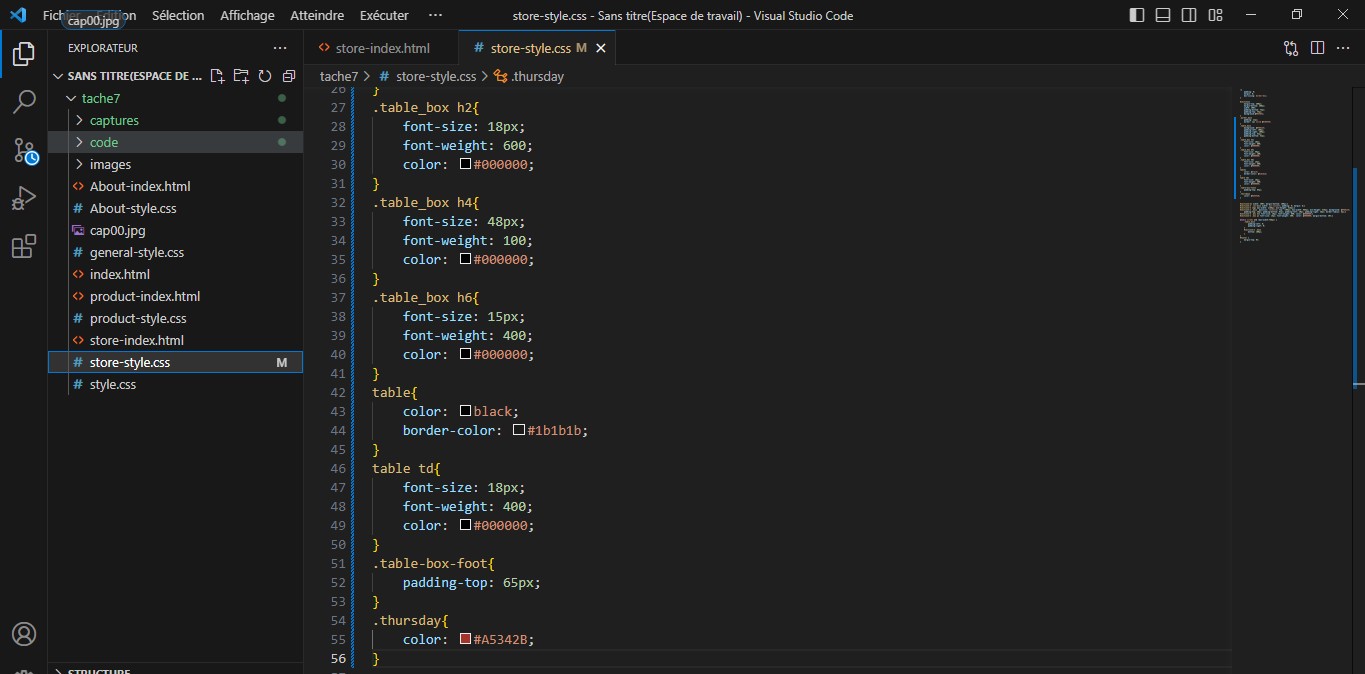 Fichier Edition Sélection Affichage Atteindre Exécuter ··· store-style.css - Sans titre(Espace de travail) - Visual Studio Code
cap00.jpg
EXPLORATEUR ···
SANS TITRE(ESPACE DE ...
tache7
captures
code
images
<> About-index.html
# About-style.css
cap00.jpg
# general-style.css
<> index.html
<> product-index.html
# product-style.css
<> store-index.html
# store-style.css M
# style.css
STRUCTURE
<> store-index.html # store-style.css M ×
tache7 > # store-style.css > .thursday
26 }
27 .table_box h2{
28 font-size: 18px;
29 font-weight: 600;
30 color: #000000;
31 }
32 .table_box h4{
33 font-size: 48px;
34 font-weight: 100;
35 color: #000000;
36 }
37 .table_box h6{
38 font-size: 15px;
39 font-weight: 400;
40 color: #000000;
41 }
42 table{
43 color: black;
44 border-color: #1b1b1b;
45 }
46 table td{
47 font-size: 18px;
48 font-weight: 400;
49 color: #000000;
50 }
51 .table-box-foot{
52 padding-top: 65px;
53 }
54 .thursday{
55 color: #A5342B;
56 }